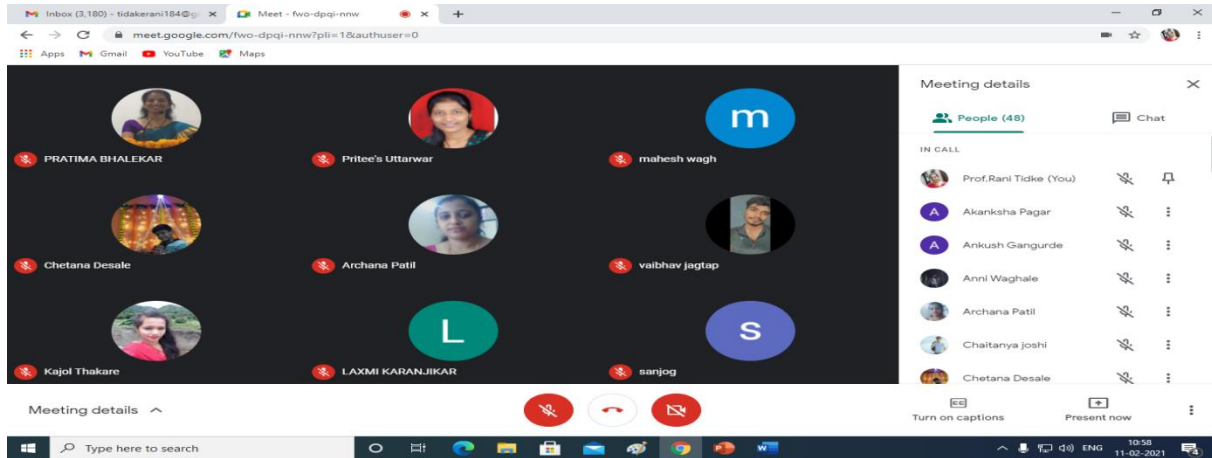 Inbox (3,180) - tidakerani184@g
Meet - fwo-dpqi-nnw
meet.google.com/fwo-dpqi-nnw?pli=1&authuser=0
Apps Gmail YouTube Maps
PRATIMA BHALEKAR
Pritee's Uttarwar
m
mahesh wagh
Chetana Desale
Archana Patil
vaibhav jagtap
Kajol Thakare
L
LAXMI KARANJIKAR
S
sanjog
Meeting details
People (48) Chat
IN CALL
Prof.Rani Tidke (You)
A Akanksha Pagar
A Ankush Gangurde
Anni Waghale
Archana Patil
Chaitanya joshi
Chetana Desale
Meeting details
CC
Turn on captions
Present now
Type here to search
ENG
10:58
11-02-2021
4